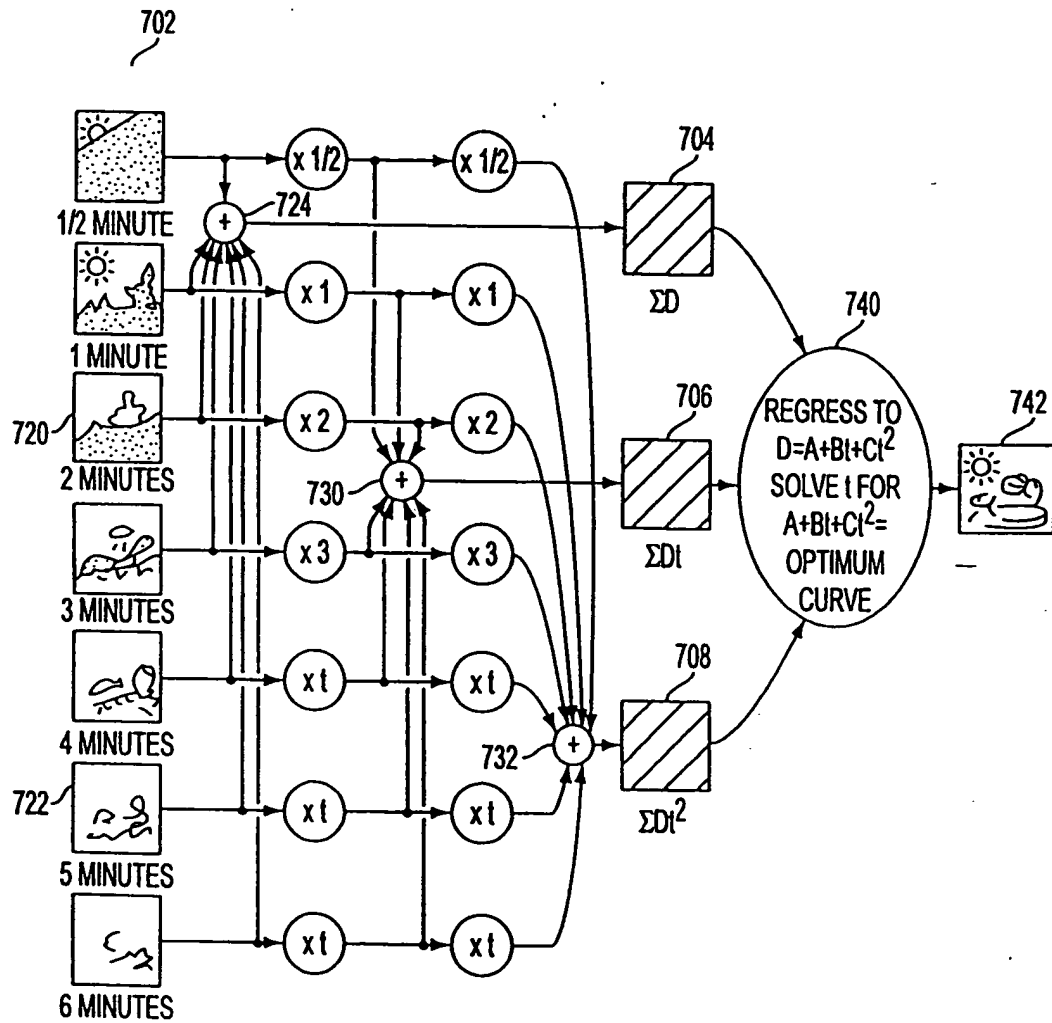 702
1/2 MINUTE
x 1/2
x 1/2
724
+
704
ΣD
1 MINUTE
x 1
x 1
740
720
2 MINUTES
x 2
x 2
730
+
706
ΣDt
REGRESS TO
D=A+Bt+Ct²
SOLVE t FOR
A+Bt+Ct²=
OPTIMUM
CURVE
742
3 MINUTES
x 3
x 3
4 MINUTES
x t
x t
732
+
708
ΣDt²
722
5 MINUTES
x t
x t
6 MINUTES
x t
x t